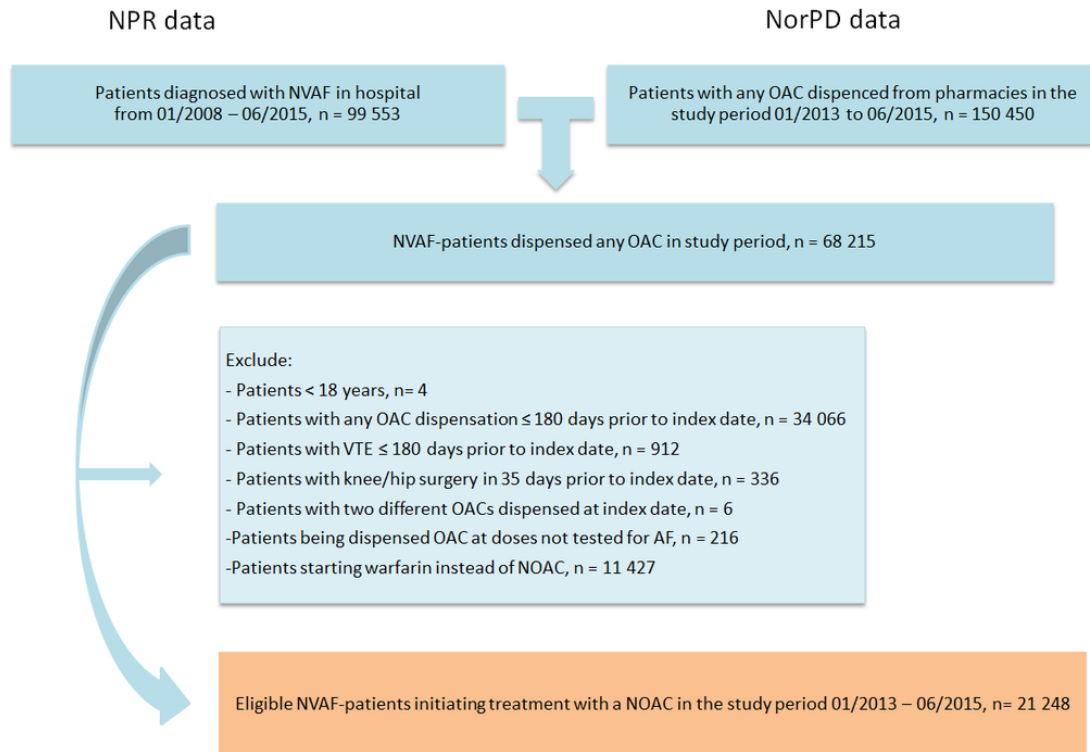 NPR data
NorPD data
Patients diagnosed with NVAF in hospital
from 01/2008 – 06/2015, n = 99 553
Patients with any OAC dispenced from pharmacies in the
study period 01/2013 to 06/2015, n = 150 450
NVAF-patients dispensed any OAC in study period, n = 68 215
Exclude:
- Patients < 18 years, n= 4
- Patients with any OAC dispensation ≤ 180 days prior to index date, n = 34 066
- Patients with VTE ≤ 180 days prior to index date, n = 912
- Patients with knee/hip surgery in 35 days prior to index date, n = 336
- Patients with two different OACs dispensed at index date, n = 6
-Patients being dispensed OAC at doses not tested for AF, n = 216
-Patients starting warfarin instead of NOAC, n = 11 427
Eligible NVAF-patients initiating treatment with a NOAC in the study period 01/2013 – 06/2015, n= 21 248